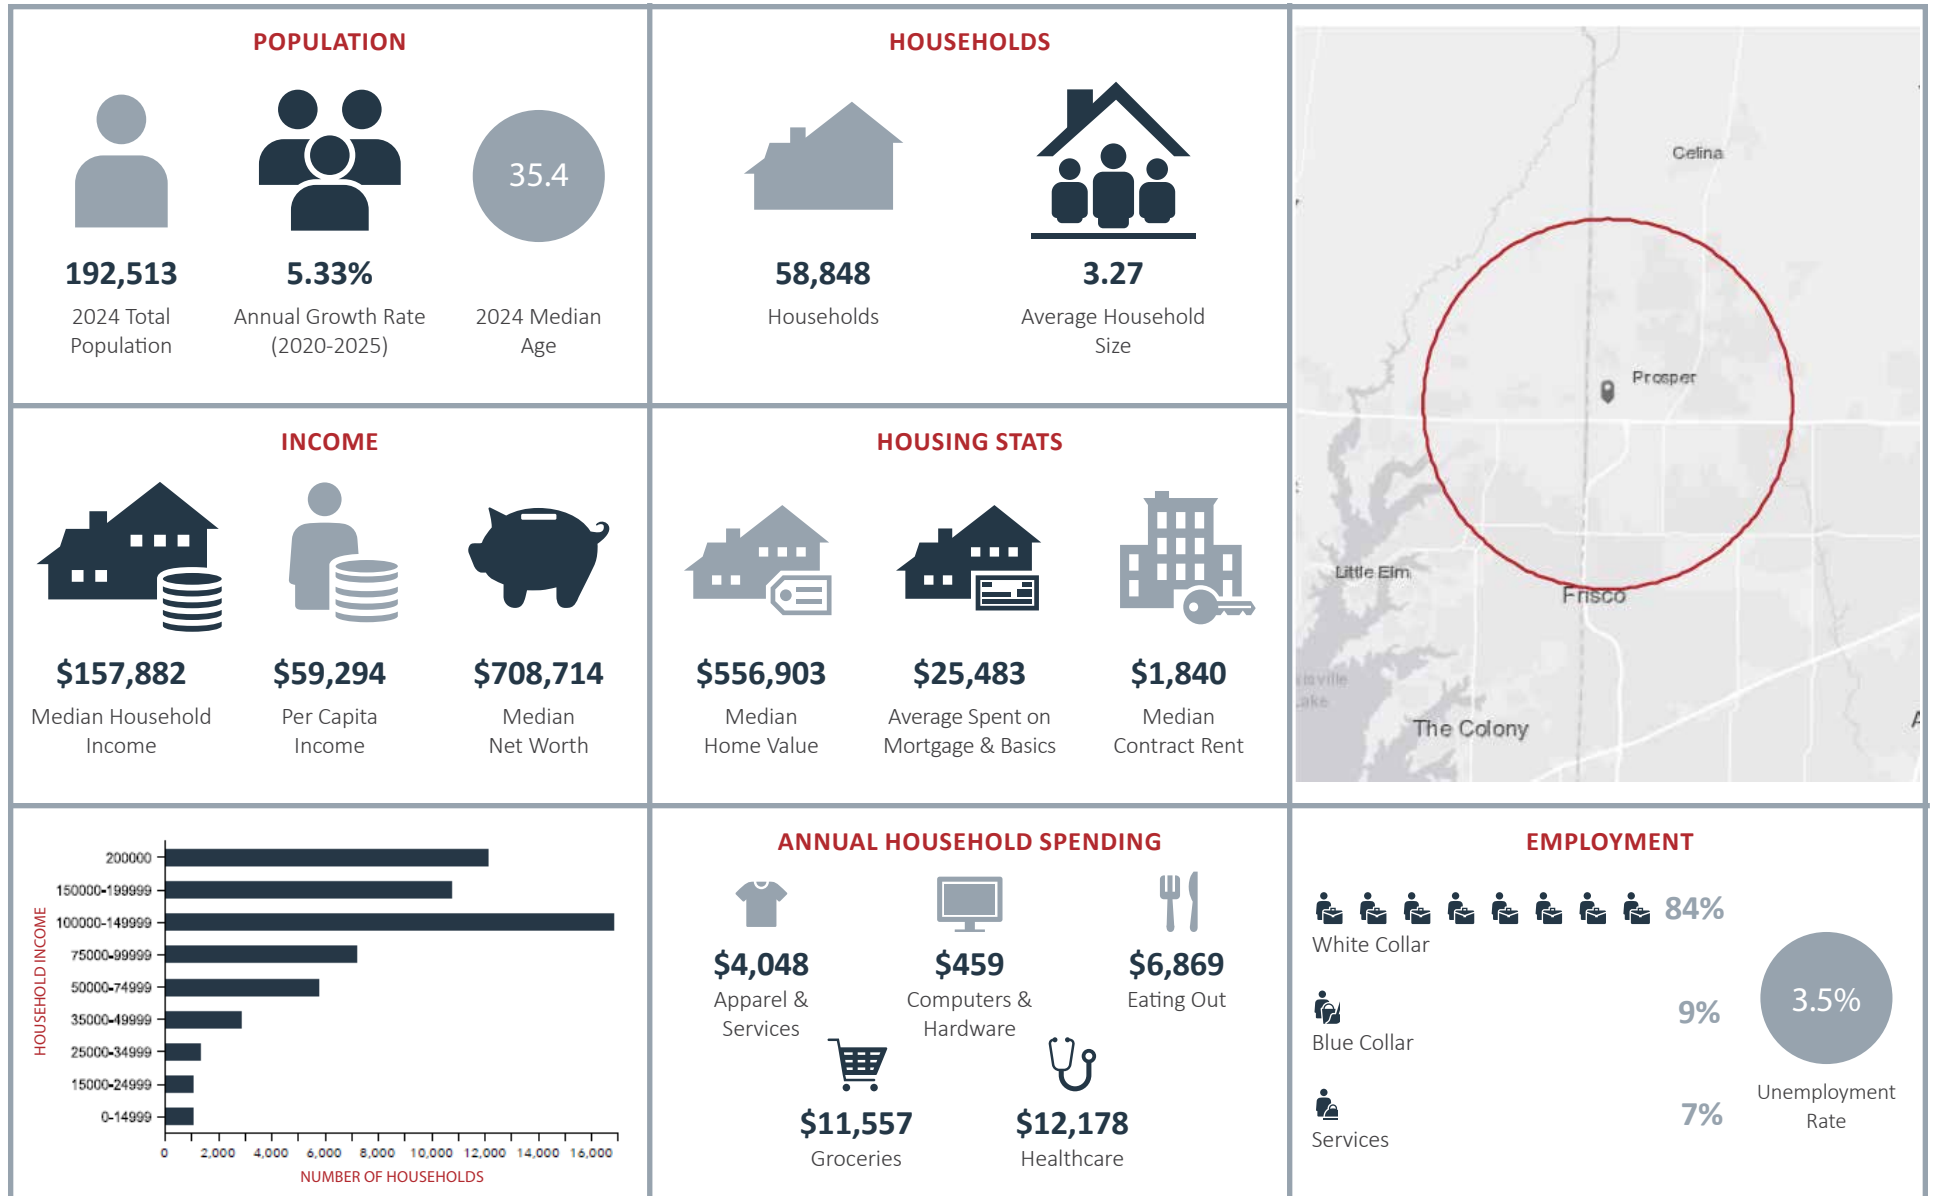 POPULATION
35.4
192,513
2024 Total
Population
5.33%
Annual Growth Rate
(2020-2025)
2024 Median
Age
HOUSEHOLDS
58,848
Households
3.27
Average Household
Size
Celina
Prosper
Little Elm
Frisco
The Colony
INCOME
$157,882
Median Household
Income
$59,294
Per Capita
Income
$708,714
Median
Net Worth
HOUSING STATS
$556,903
Median
Home Value
$25,483
Average Spent on
Mortgage & Basics
$1,840
Median
Contract Rent
HOUSEHOLD INCOME
200000
150000-199999
100000-149999
75000-99999
50000-74999
35000-49999
25000-34999
15000-24999
0-14999
0 2,000 4,000 6,000 8,000 10,000 12,000 14,000 16,000
NUMBER OF HOUSEHOLDS
ANNUAL HOUSEHOLD SPENDING
$4,048
Apparel &
Services
$459
Computers &
Hardware
$6,869
Eating Out
$11,557
Groceries
$12,178
Healthcare
EMPLOYMENT
84%
White Collar
9%
Blue Collar
7%
Services
3.5%
Unemployment
Rate